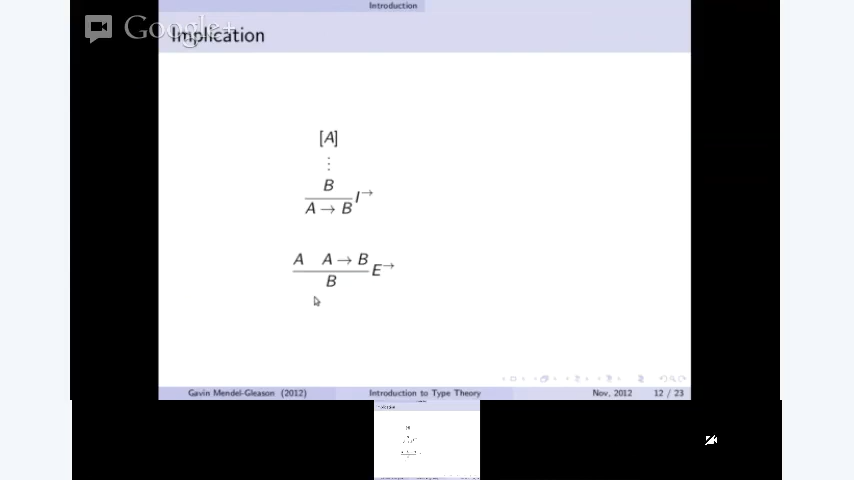 Introduction
Google+
Implication
[A]
⋮
B
A → B I→
A A → B
B E→
Gavin Mendel-Gleason (2012) Introduction to Type Theory Nov, 2012 12 / 23